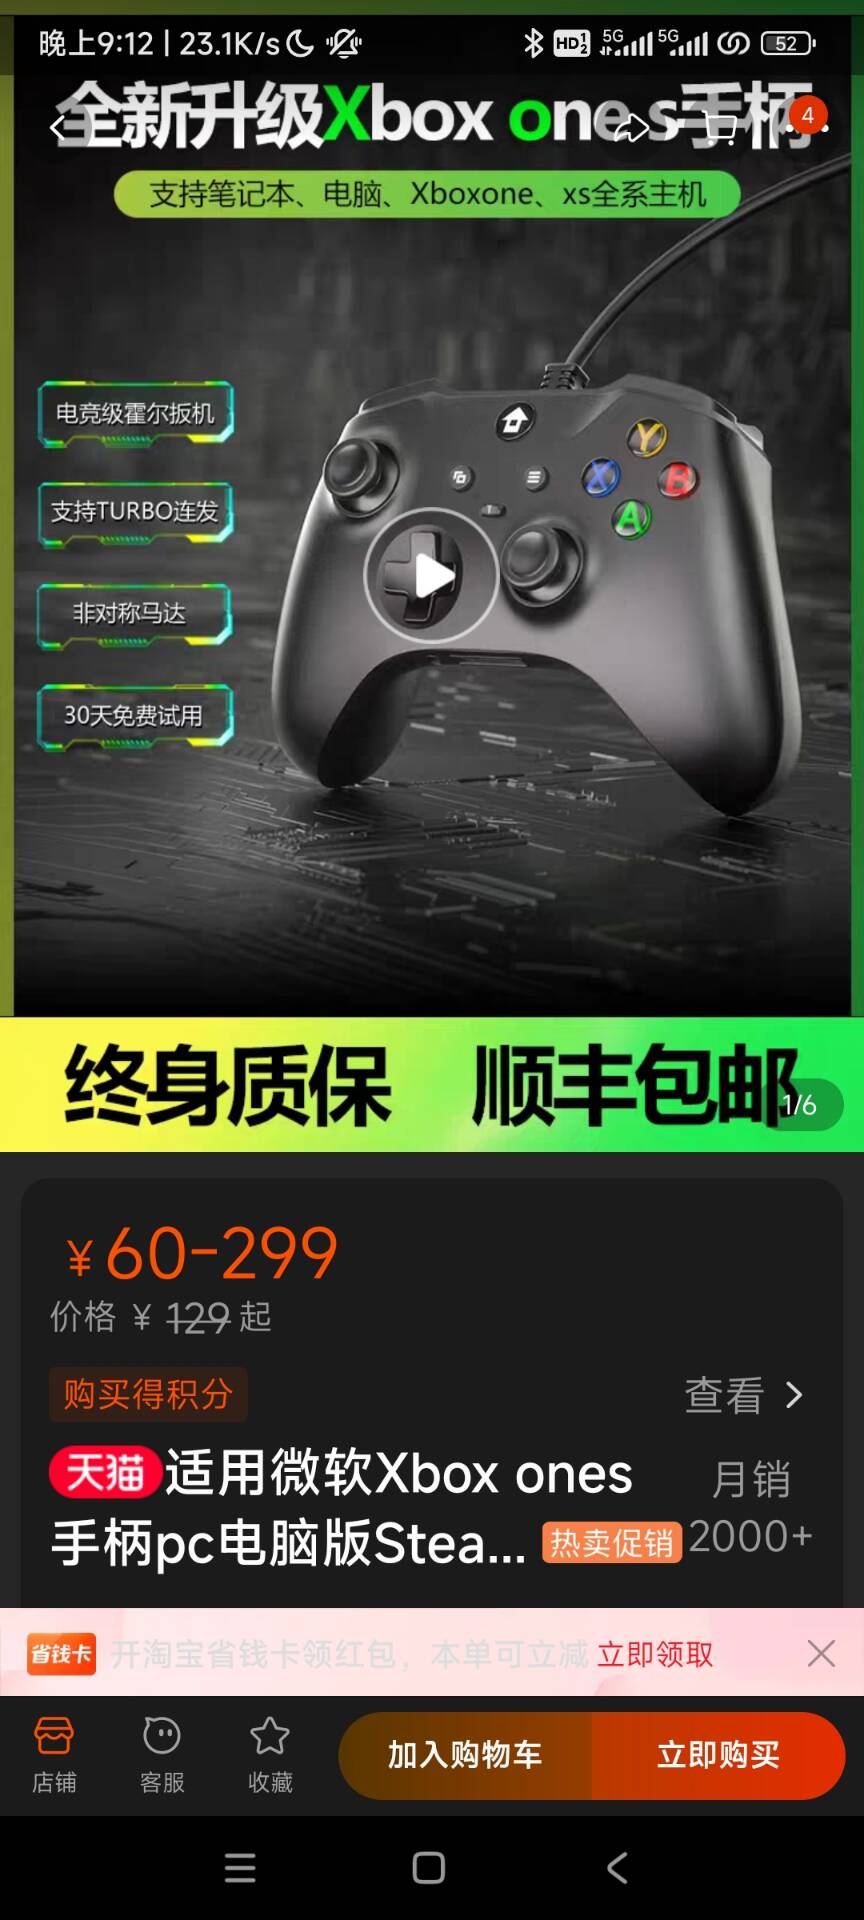 晚上9:12 | 23.1K/s
HD 1 2 5G 5G 52
全新升级Xbox one s手柄
4
支持笔记本、电脑、Xboxone、xs全系主机
电竞级霍尔扳机
支持TURBO连发
非对称马达
30天免费试用
Y
X
B
A
终身质保 顺丰包邮
1/6
¥60-299
价格 ¥ 129 起
购买得积分
查看
天猫 适用微软Xbox ones
手柄pc电脑版Stea... 热卖促销
月销
2000+
省钱卡 开淘宝省钱卡领红包，本单可立减 立即领取
店铺
客服
收藏
加入购物车
立即购买